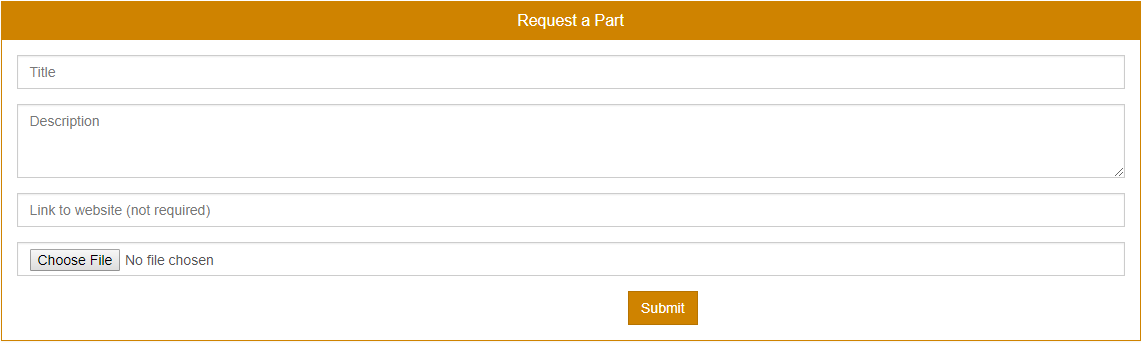 Request a Part
Title
Description
Link to website (not required)
Choose File No file chosen
Submit